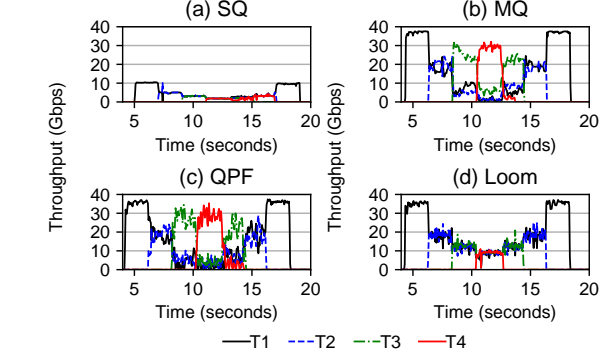 (a) SQ
(b) MQ
Throughput (Gbps)
40
30
20
10
0
5 10 15 20
Time (seconds)
Throughput (Gbps)
40
30
20
10
0
5 10 15 20
Time (seconds)
(c) QPF
(d) Loom
40
30
20
10
0
5 10 15 20
Time (seconds)
40
30
20
10
0
5 10 15 20
Time (seconds)
T1 T2 T3 T4